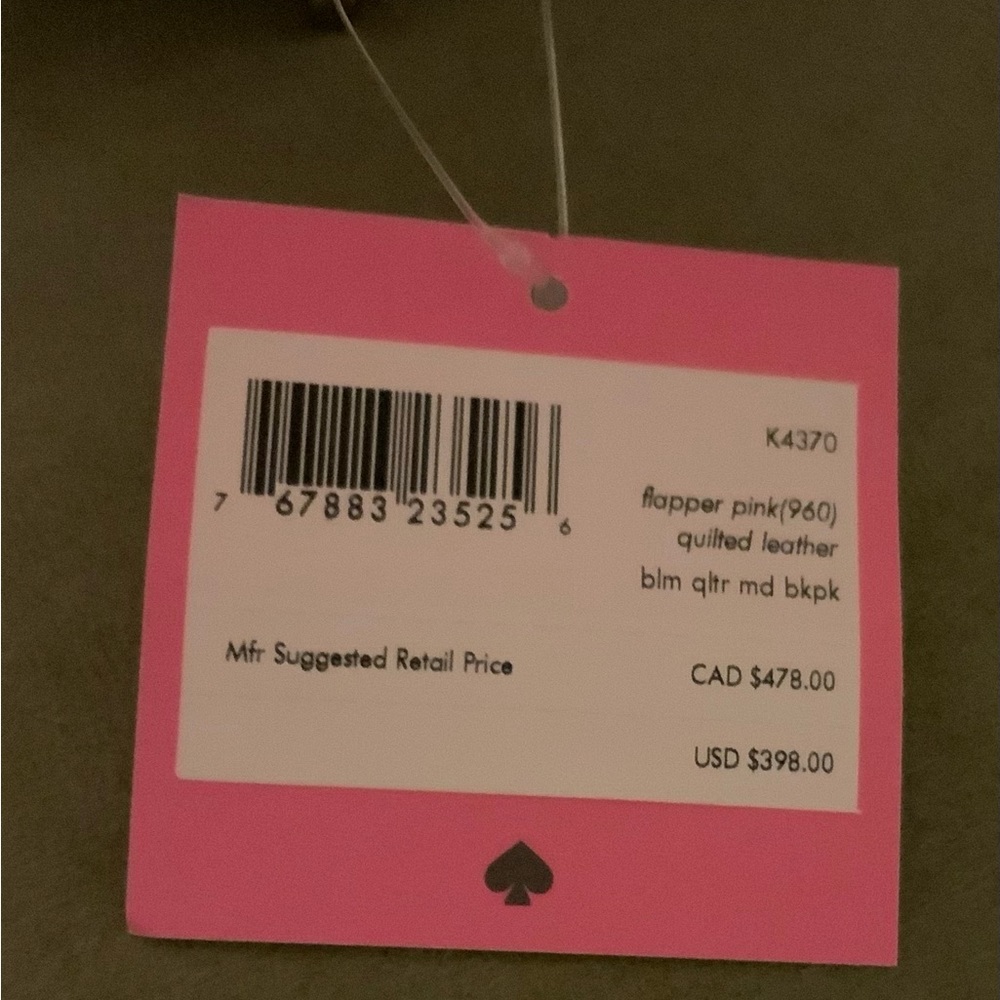 7 67883 23525 6
K4370
flapper pink(960)
quilted leather
blm qltr md bkpk
Mfr Suggested Retail Price
CAD $478.00
USD $398.00